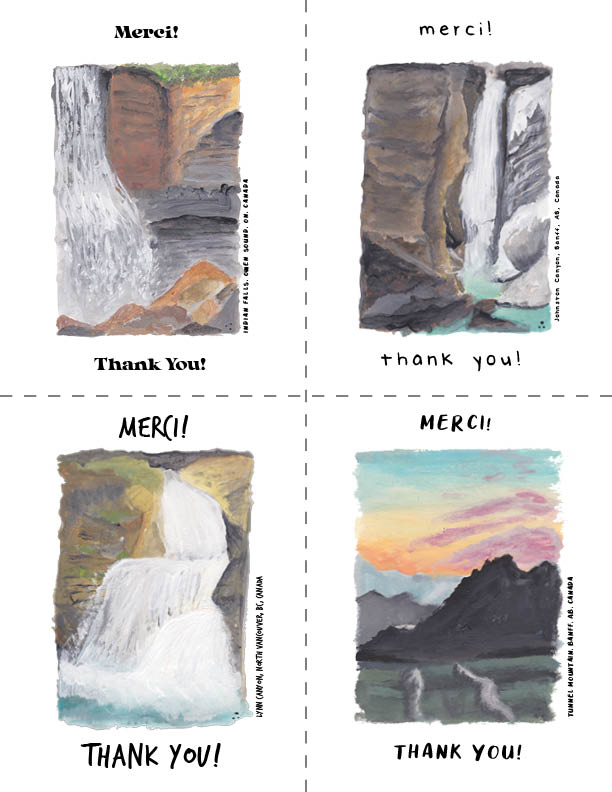 Merci!
INDIAN FALLS, OWEN SOUND, ON, CANADA
Thank You!
merci!
Johnston Canyon, Banff, AB, Canada
thank you!
MERCI!
LYNN CANYON, NORTH VANCOUVER, BC, CANADA
THANK YOU!
MERCI!
TUNNEL MOUNTAIN, BANFF, AB, CANADA
THANK YOU!